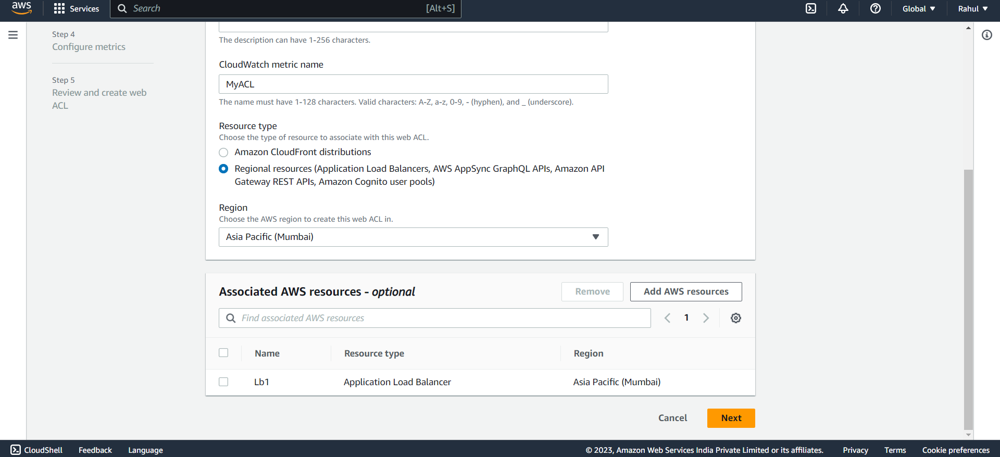 aws Services Search [Alt+S] Global Rahul
Step 4
Configure metrics
Step 5
Review and create web
ACL
The description can have 1-256 characters.
CloudWatch metric name
MyACL
The name must have 1-128 characters. Valid characters: A-Z, a-z, 0-9, - (hyphen), and _ (underscore).
Resource type
Choose the type of resource to associate with this web ACL.
Amazon CloudFront distributions
Regional resources (Application Load Balancers, AWS AppSync GraphQL APIs, Amazon API
Gateway REST APIs, Amazon Cognito user pools)
Region
Choose the AWS region to create this web ACL in.
Asia Pacific (Mumbai)
Associated AWS resources - optional Remove Add AWS resources
Find associated AWS resources 1
Name Resource type Region
Lb1 Application Load Balancer Asia Pacific (Mumbai)
Cancel Next
CloudShell Feedback Language © 2023, Amazon Web Services India Private Limited or its affiliates. Privacy Terms Cookie preferences